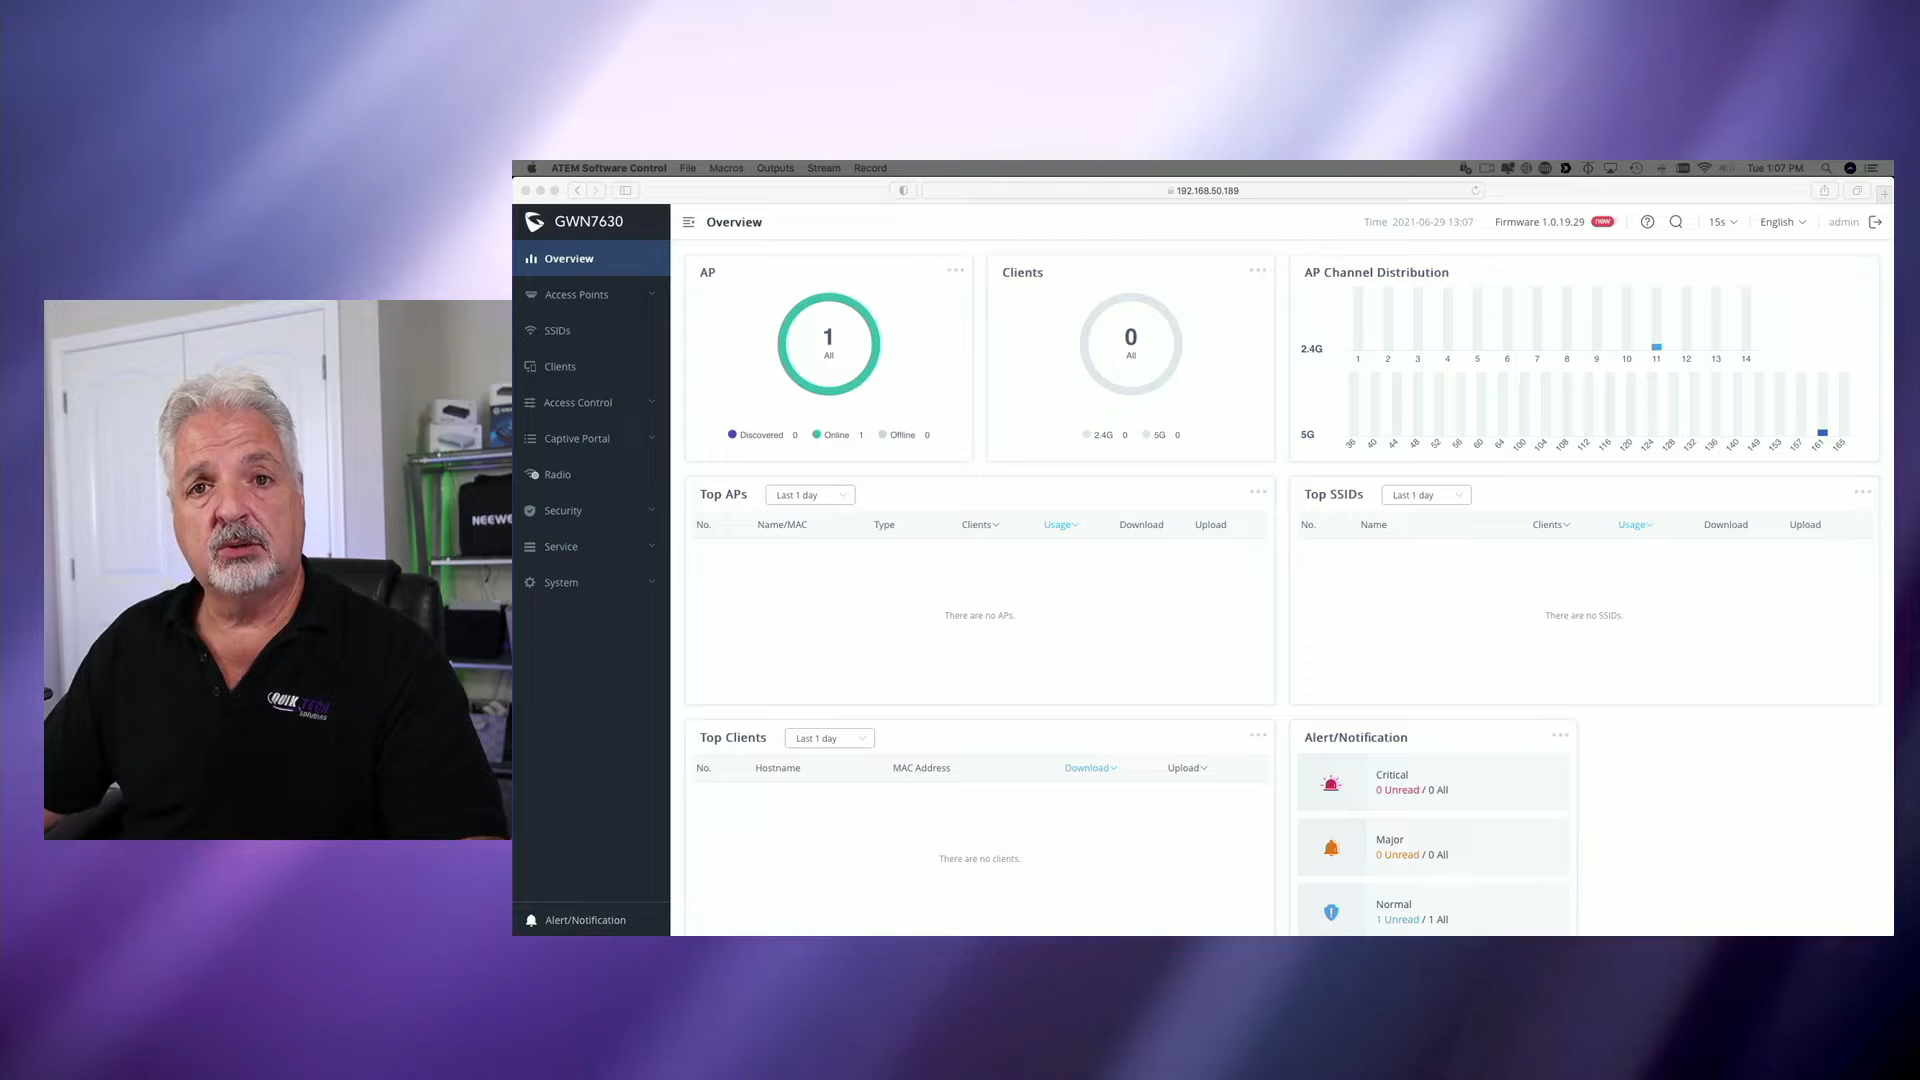 ATEM Software Control File Macros Outputs Stream Record Tue 1:07 PM
192.168.50.189
GWN7630
Overview
Time 2021-06-29 13:07 Firmware 1.0.19.29 new 15s English admin
Overview
Access Points
SSIDs
Clients
Access Control
Captive Portal
Radio
Security
Service
System
Alert/Notification
AP
1
All
Discovered 0 Online 1 Offline 0
Clients
0
All
2.4G 0 5G 0
AP Channel Distribution
2.4G
1 2 3 4 5 6 7 8 9 10 11 12 13 14
5G
36 40 44 48 52 56 60 64 100 104 108 112 116 120 124 128 132 136 140 149 153 157 161 165
Top APs Last 1 day
No. Name/MAC Type Clients Usage Download Upload
There are no APs.
Top SSIDs Last 1 day
No. Name Clients Usage Download Upload
There are no SSIDs.
Top Clients Last 1 day
No. Hostname MAC Address Download Upload
There are no clients.
Alert/Notification
Critical
0 Unread / 0 All
Major
0 Unread / 0 All
Normal
1 Unread / 1 All
NEEWE
QUIK TECH
solutions